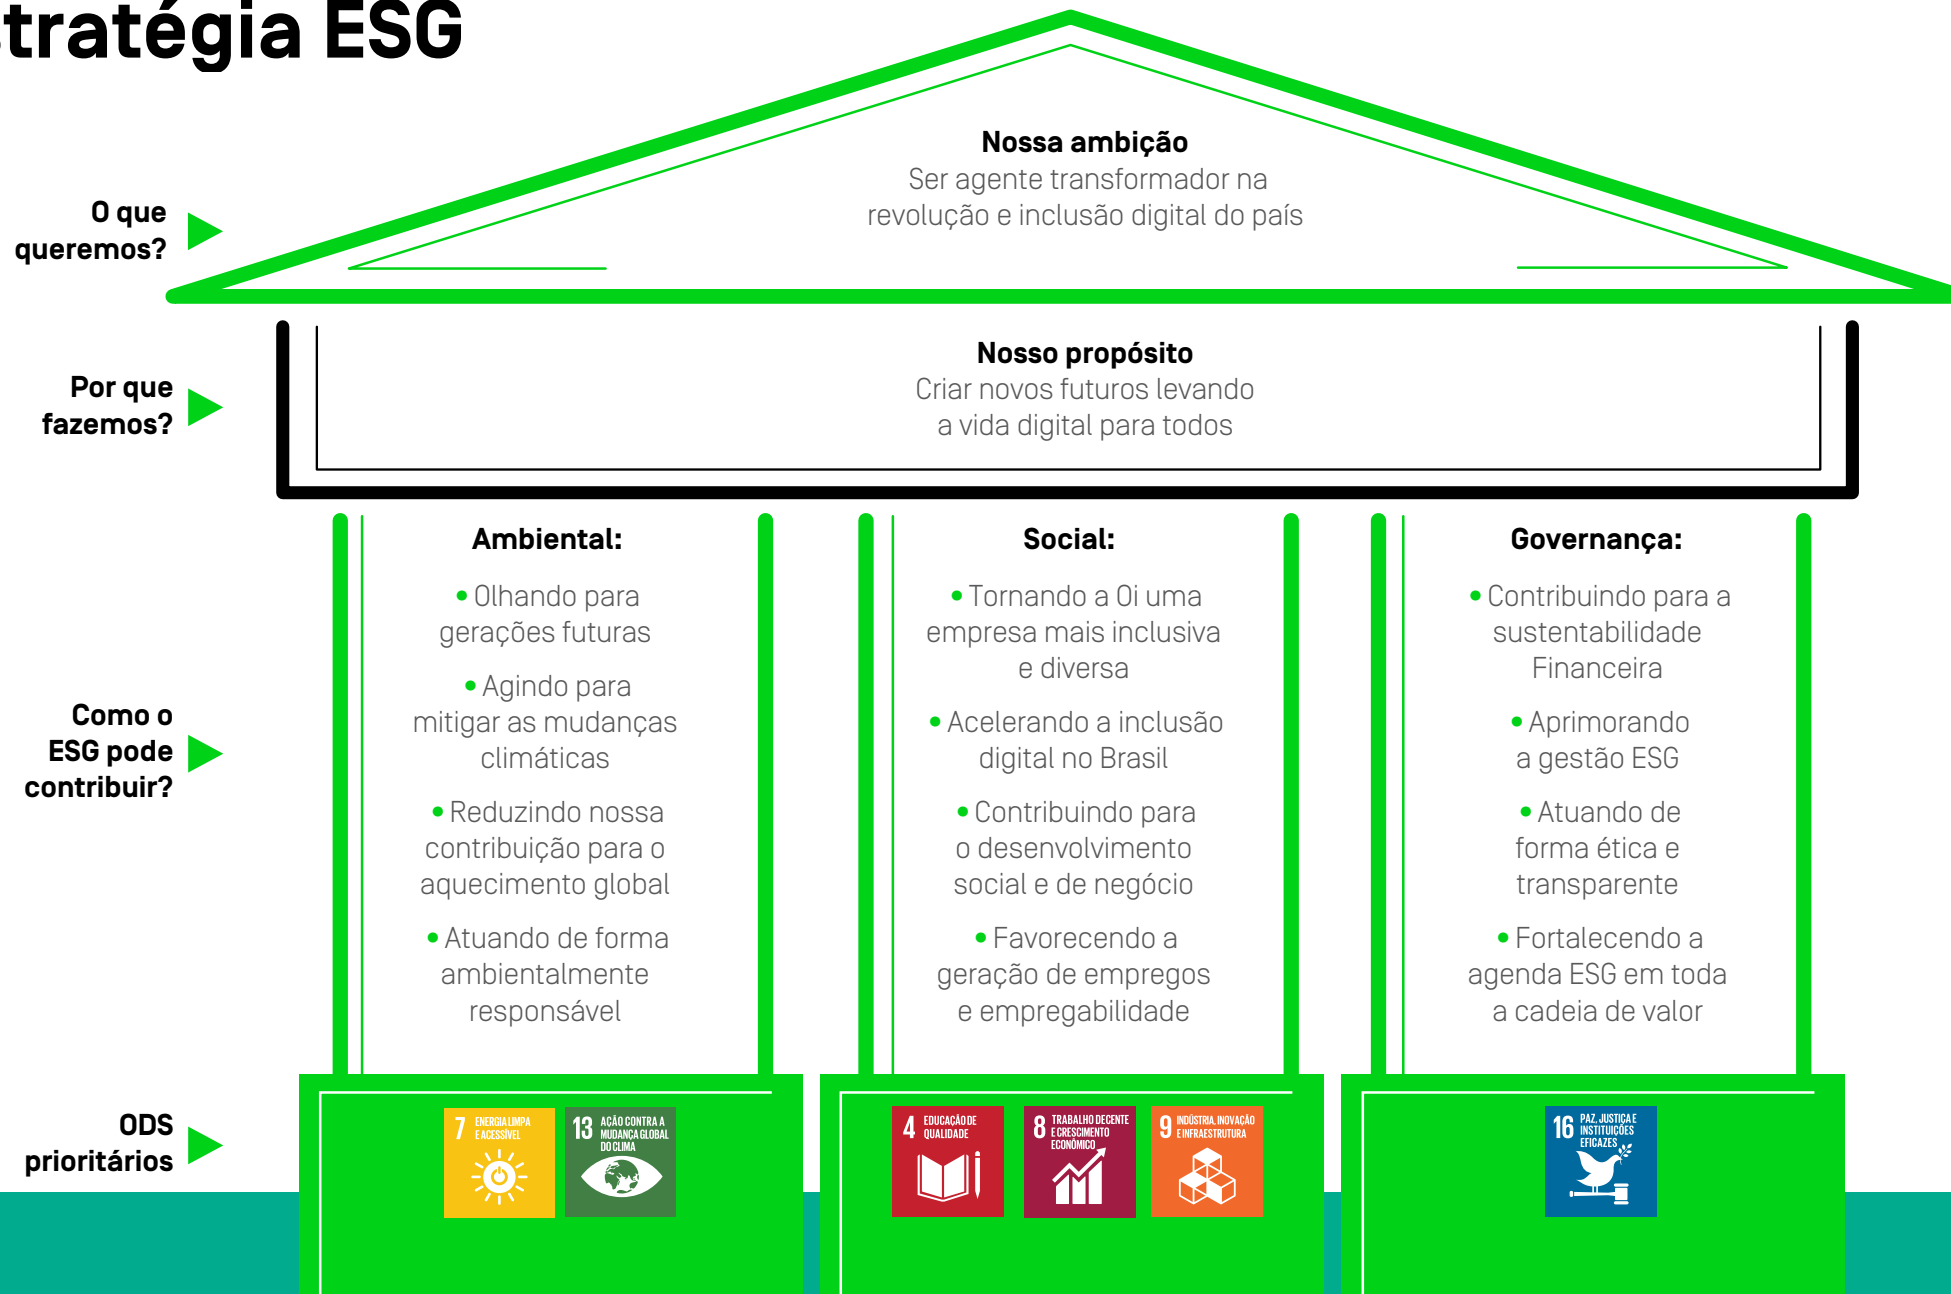 stratégia ESG
O que
queremos?
Nossa ambição
Ser agente transformador na
revolução e inclusão digital do país
Por que
fazemos?
Nosso propósito
Criar novos futuros levando
a vida digital para todos
Como o
ESG pode
contribuir?
Ambiental:
• Olhando para
gerações futuras
• Agindo para
mitigar as mudanças
climáticas
• Reduzindo nossa
contribuição para o
aquecimento global
• Atuando de forma
ambientalmente
responsável
Social:
• Tornando a Oi uma
empresa mais inclusiva
e diversa
• Acelerando a inclusão
digital no Brasil
• Contribuindo para
o desenvolvimento
social e de negócio
• Favorecendo a
geração de empregos
e empregabilidade
Governança:
• Contribuindo para a
sustentabilidade
Financeira
• Aprimorando
a gestão ESG
• Atuando de
forma ética e
transparente
• Fortalecendo a
agenda ESG em toda
a cadeia de valor
ODS
prioritários
7 ENERGIA LIMPA
E ACESSÍVEL
13 AÇÃO CONTRA A
MUDANÇA GLOBAL
DO CLIMA
4 EDUCAÇÃO DE
QUALIDADE
8 TRABALHO DECENTE
E CRESCIMENTO
ECONÔMICO
9 INDÚSTRIA, INOVAÇÃO
E INFRAESTRUTURA
16 PAZ, JUSTIÇA E
INSTITUIÇÕES
EFICAZES